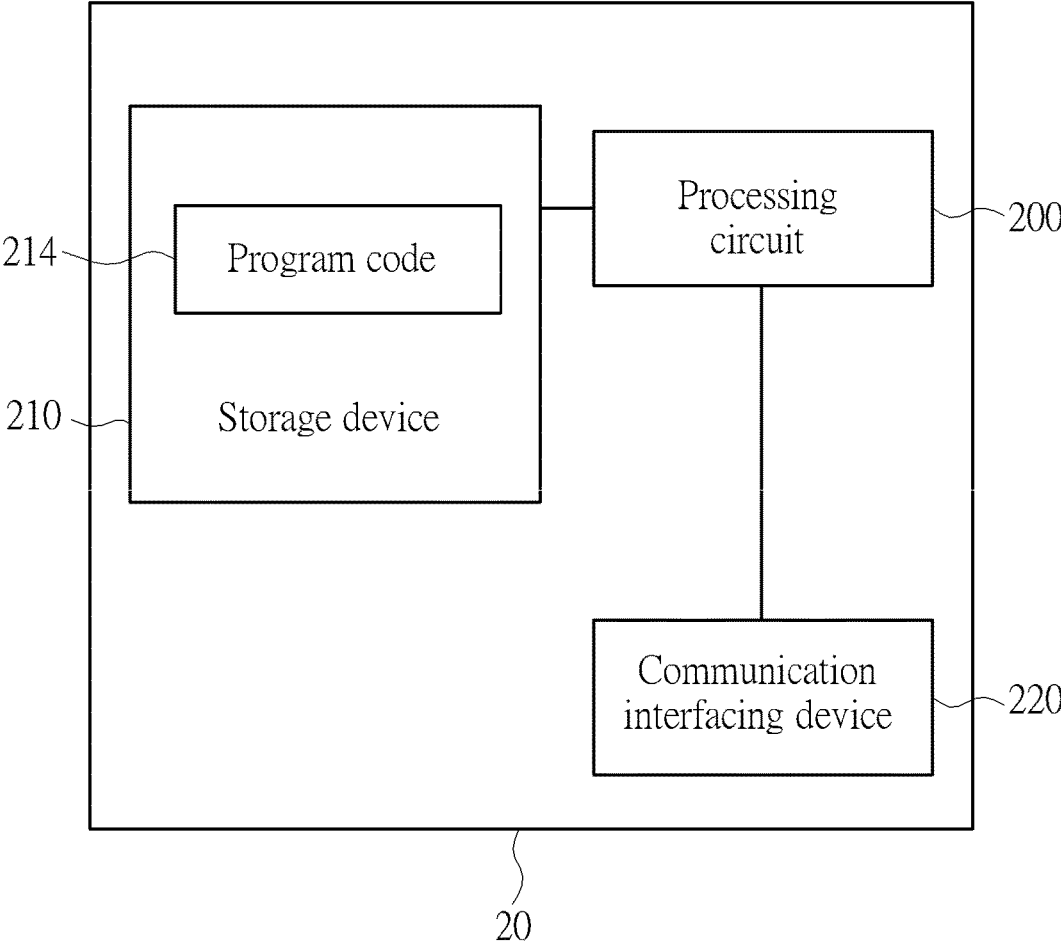 Processing
circuit
200
214
Program code
210
Storage device
Communication
interfacing device
220
20